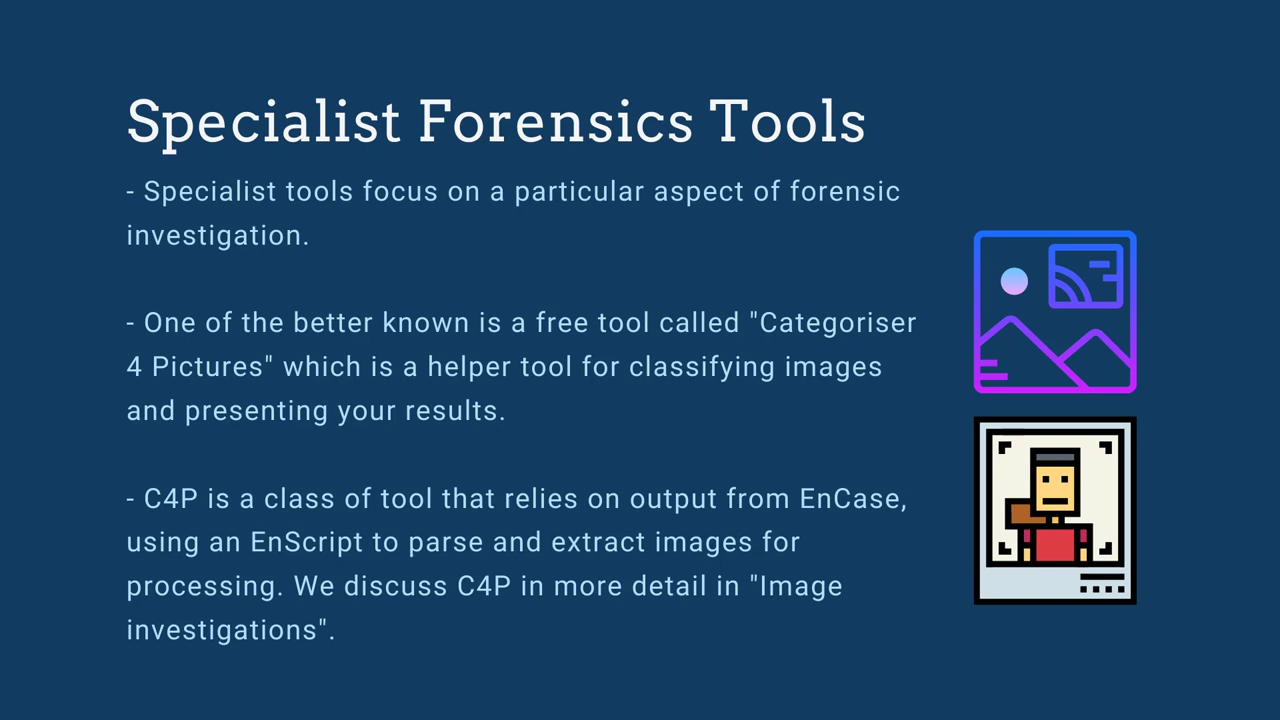 Specialist Forensics Tools
- Specialist tools focus on a particular aspect of forensic
investigation.
- One of the better known is a free tool called "Categoriser
4 Pictures" which is a helper tool for classifying images
and presenting your results.
- C4P is a class of tool that relies on output from EnCase,
using an EnScript to parse and extract images for
processing. We discuss C4P in more detail in "Image
investigations".